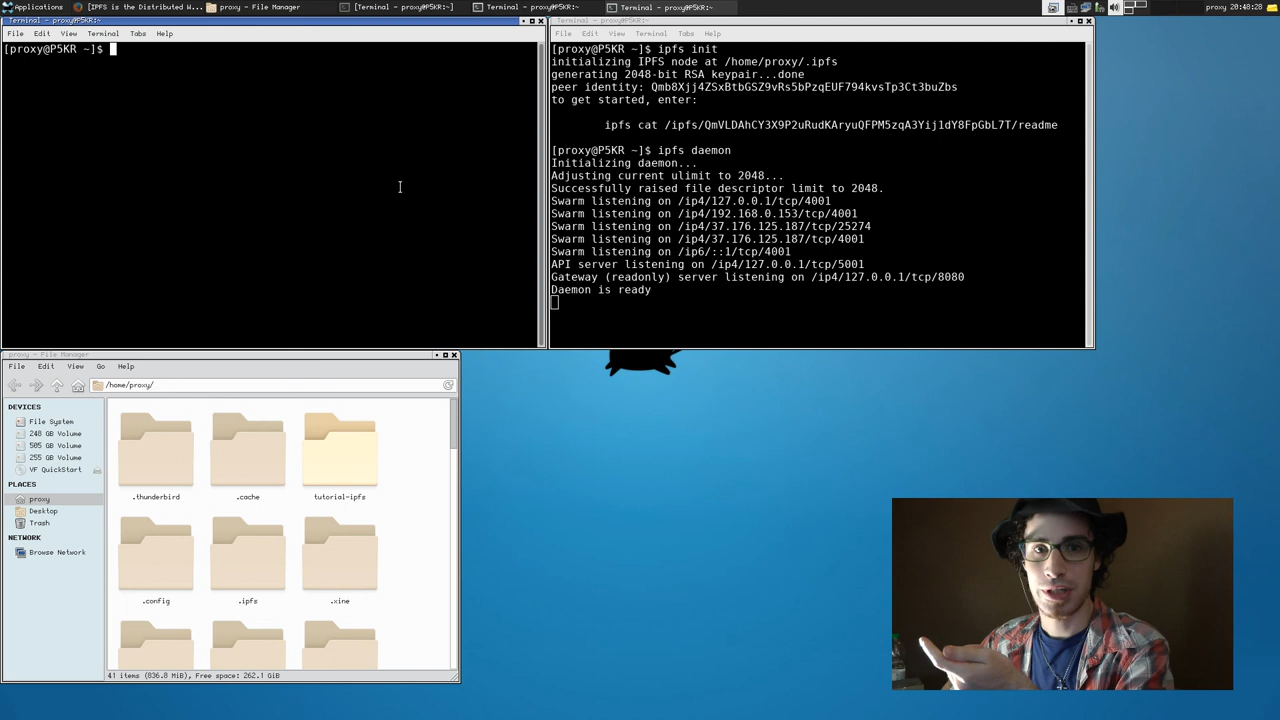 Applications
[IPFS is the Distributed W...
proxy - File Manager
[Terminal - proxy@P5KR:~]
Terminal - proxy@P5KR:~
Terminal - proxy@P5KR:~
proxy 20:48:28
Terminal - proxy@P5KR:~
File Edit View Terminal Tabs Help
[proxy@P5KR ~]$
Terminal - proxy@P5KR:~
File Edit View Terminal Tabs Help
[proxy@P5KR ~]$ ipfs init
initializing IPFS node at /home/proxy/.ipfs
generating 2048-bit RSA keypair...done
peer identity: Qmb8Xjj4ZSxBtbGSZ9vRs5bPzqEUF794kvsTp3Ct3buZbs
to get started, enter:
ipfs cat /ipfs/QmVLDAhCY3X9P2uRudKAryuQFPM5zqA3Yij1dY8FpGbL7T/readme
[proxy@P5KR ~]$ ipfs daemon
Initializing daemon...
Adjusting current ulimit to 2048...
Successfully raised file descriptor limit to 2048.
Swarm listening on /ip4/127.0.0.1/tcp/4001
Swarm listening on /ip4/192.168.0.153/tcp/4001
Swarm listening on /ip4/37.176.125.187/tcp/25274
Swarm listening on /ip4/37.176.125.187/tcp/4001
Swarm listening on /ip6/::1/tcp/4001
API server listening on /ip4/127.0.0.1/tcp/5001
Gateway (readonly) server listening on /ip4/127.0.0.1/tcp/8080
Daemon is ready
proxy - File Manager
File Edit View Go Help
/home/proxy/
DEVICES
File System
248 GB Volume
505 GB Volume
255 GB Volume
VF QuickStart
PLACES
proxy
Desktop
Trash
NETWORK
Browse Network
.thunderbird
.cache
tutorial-ipfs
.config
.ipfs
.xine
41 items (836.8 MiB), Free space: 262.1 GiB